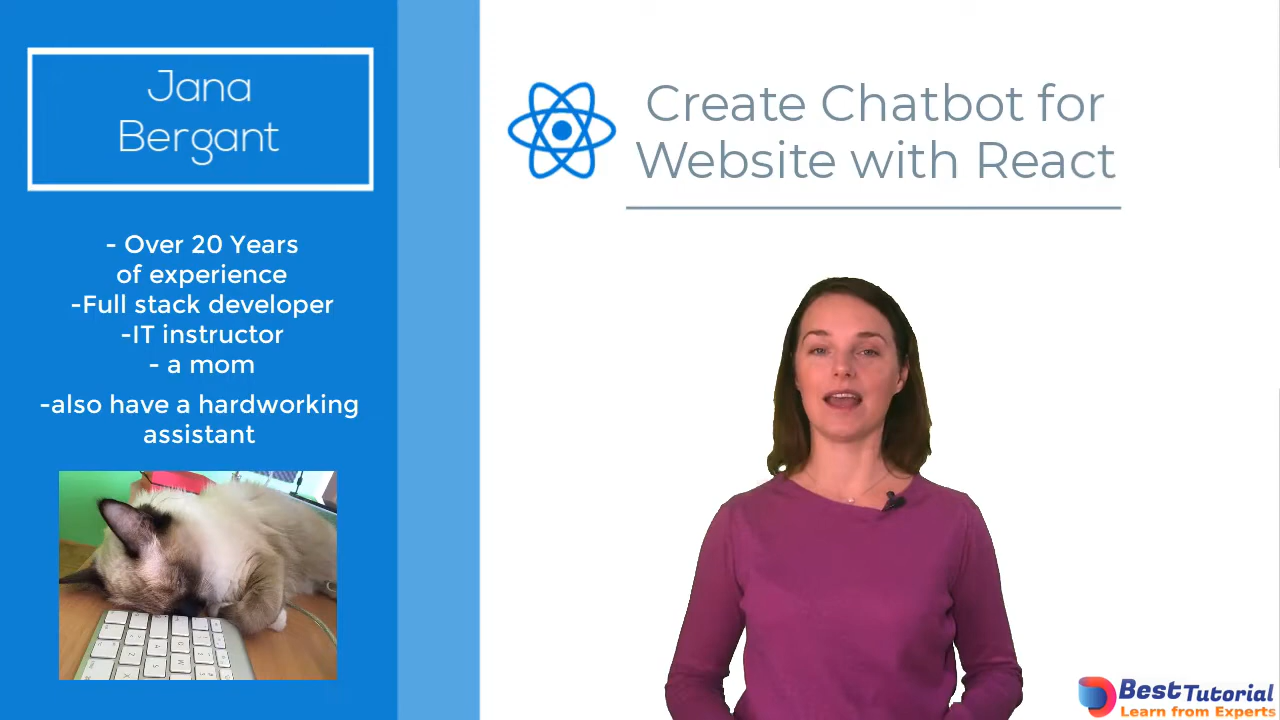 Jana
Bergant
- Over 20 Years
of experience
-Full stack developer
-IT instructor
- a mom
-also have a hardworking
assistant
Create Chatbot for
Website with React
BestTutorial
Learn from Experts